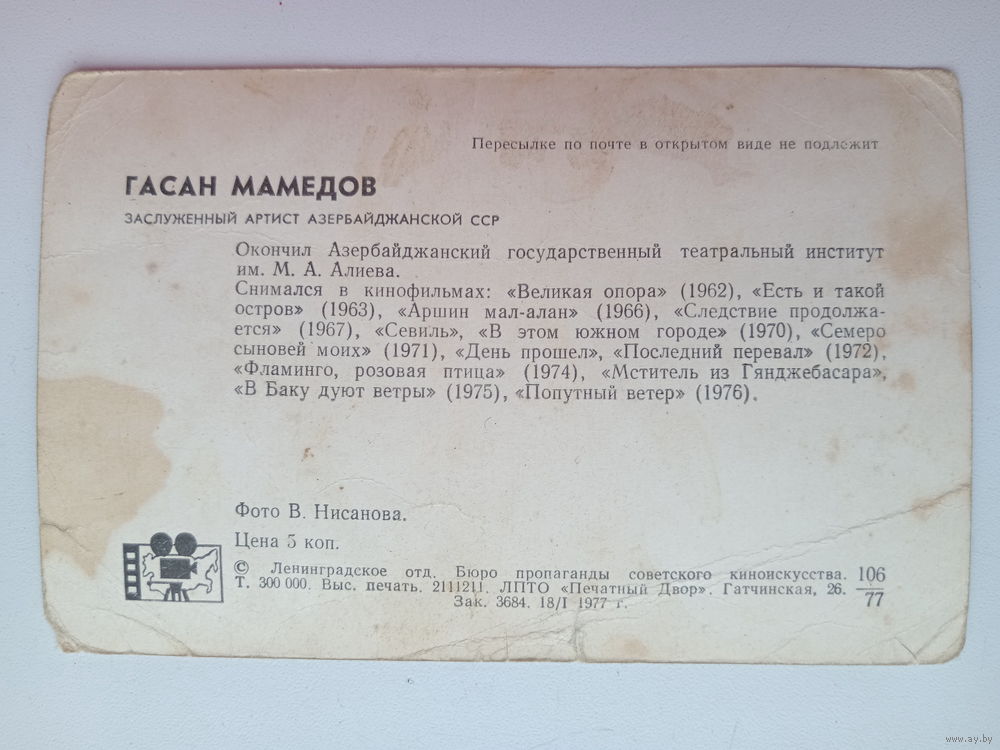 Пересылке по почте в открытом виде не подлежит
ГАСАН МАМЕДОВ
ЗАСЛУЖЕННЫЙ АРТИСТ АЗЕРБАЙДЖАНСКОЙ ССР
Окончил Азербайджанский государственный театральный институт
им. М. А. Алиева.
Снимался в кинофильмах: «Великая опора» (1962), «Есть и такой
остров» (1963), «Аршин мал-алан» (1966), «Следствие продолжа-
ется» (1967), «Севиль», «В этом южном городе» (1970), «Семеро
сыновей моих» (1971), «День прошел», «Последний перевал» (1972),
«Фламинго, розовая птица» (1974), «Мститель из Гянджебасара»,
«В Баку дуют ветры» (1975), «Попутный ветер» (1976).
Фото В. Нисанова.
Цена 5 коп.
© Ленинградское отд. Бюро пропаганды советского киноискусства. 106
Т. 300 000. Выс. печать. 2111211. ЛПТО «Печатный Двор». Гатчинская, 26. 77
Зак. 3684. 18/I 1977 г.
www.ay.by